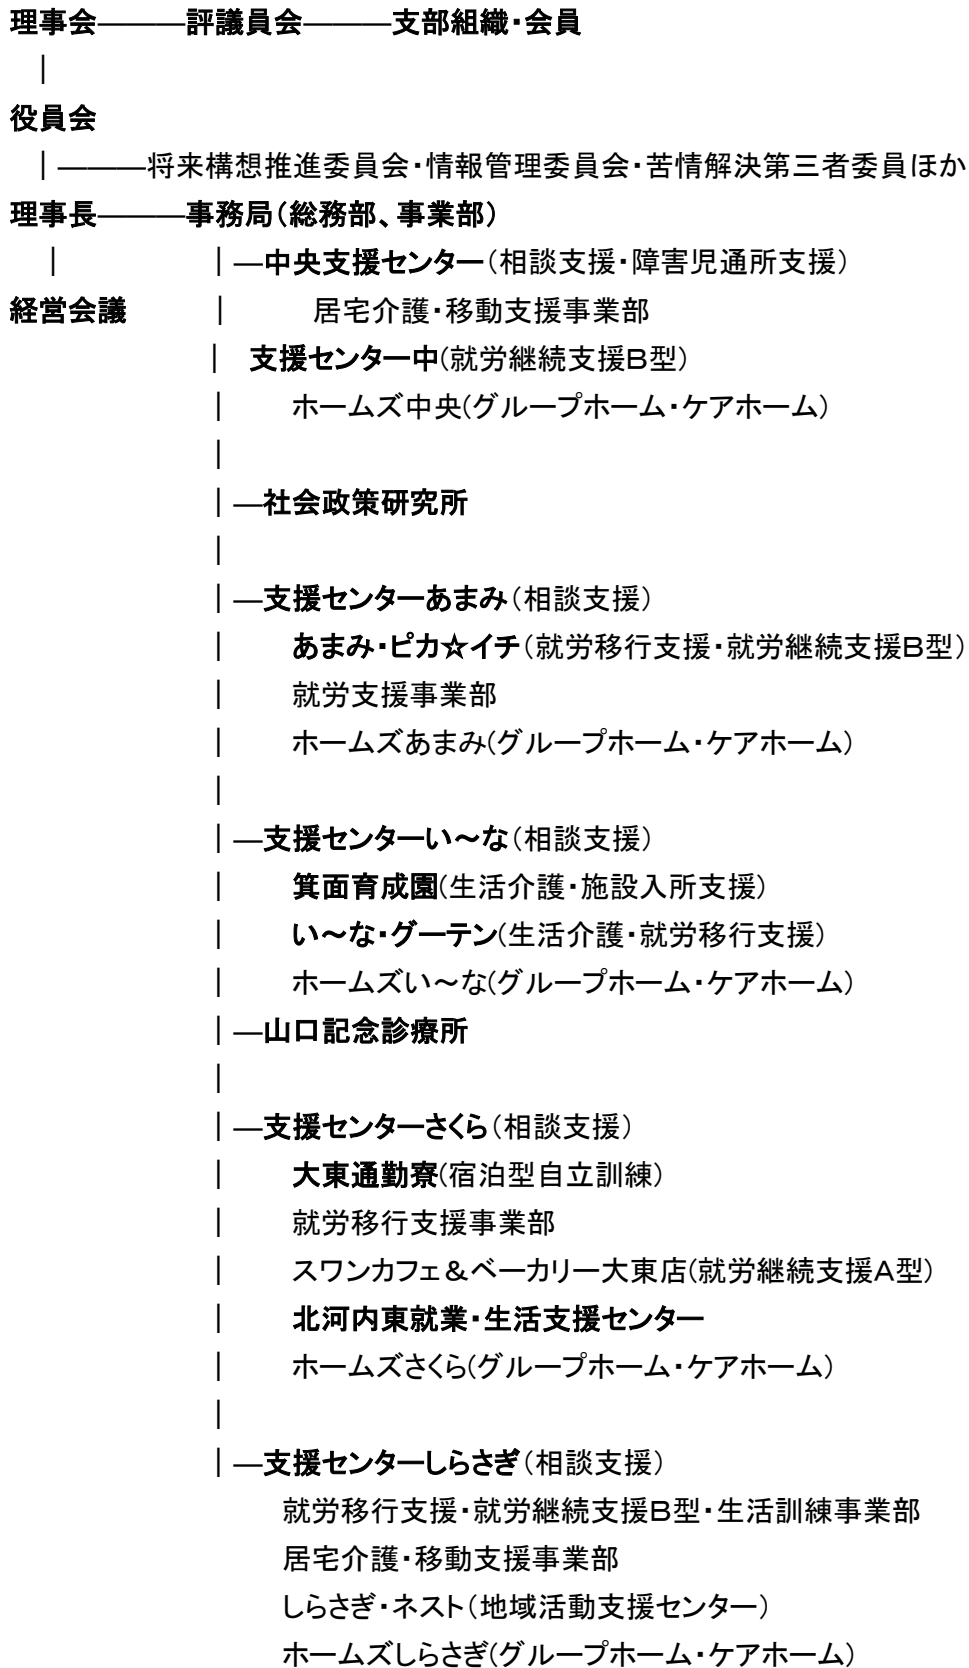 理事会―――評議員会―――支部組織・会員
｜
役員会
｜―――将来構想推進委員会・情報管理委員会・苦情解決第三者委員ほか
理事長―――事務局（総務部、事業部）
｜　　　　　｜―中央支援センター（相談支援・障害児通所支援）
経営会議　　　｜　　　居宅介護・移動支援事業部
｜　支援センター中(就労継続支援Ｂ型）
｜　　ホームズ中央(グループホーム・ケアホーム）
｜
｜―社会政策研究所
｜
｜―支援センターあまみ（相談支援）
｜　　あまみ・ピカ☆イチ（就労移行支援・就労継続支援Ｂ型）
｜　　就労支援事業部
｜　　ホームズあまみ(グループホーム・ケアホーム）
｜
｜―支援センターい～な（相談支援）
｜　　箕面育成園(生活介護・施設入所支援）
｜　　い～な・グーテン(生活介護・就労移行支援）
｜　　ホームズい～な(グループホーム・ケアホーム）
｜―山口記念診療所
｜
｜―支援センターさくら（相談支援）
｜　　大東通勤寮(宿泊型自立訓練）
｜　　就労移行支援事業部
｜　　スワンカフェ＆ベーカリー大東店(就労継続支援Ａ型）
｜　　北河内東就業・生活支援センター
｜　　ホームズさくら(グループホーム・ケアホーム）
｜
｜―支援センターしらさぎ（相談支援）
就労移行支援・就労継続支援Ｂ型・生活訓練事業部
居宅介護・移動支援事業部
しらさぎ・ネスト（地域活動支援センター）
ホームズしらさぎ(グループホーム・ケアホーム）